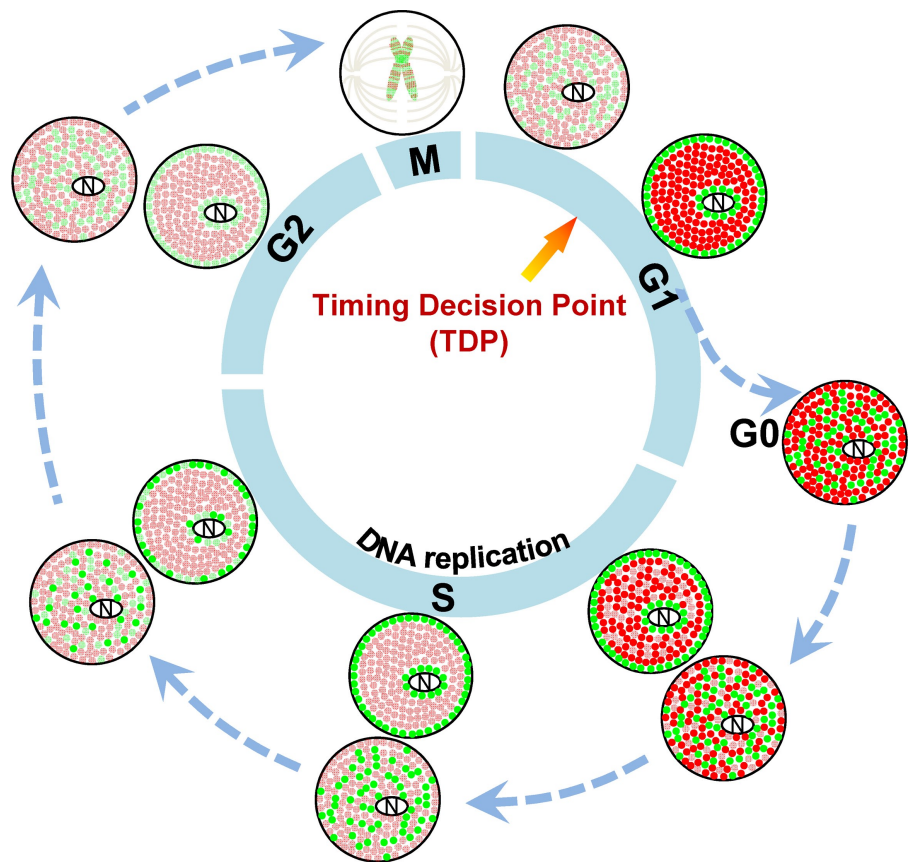 M
N
N
N
N
G2
G1
Timing Decision Point
(TDP)
G0
N
N
N
DNA replication
S
N
N
N
N
N